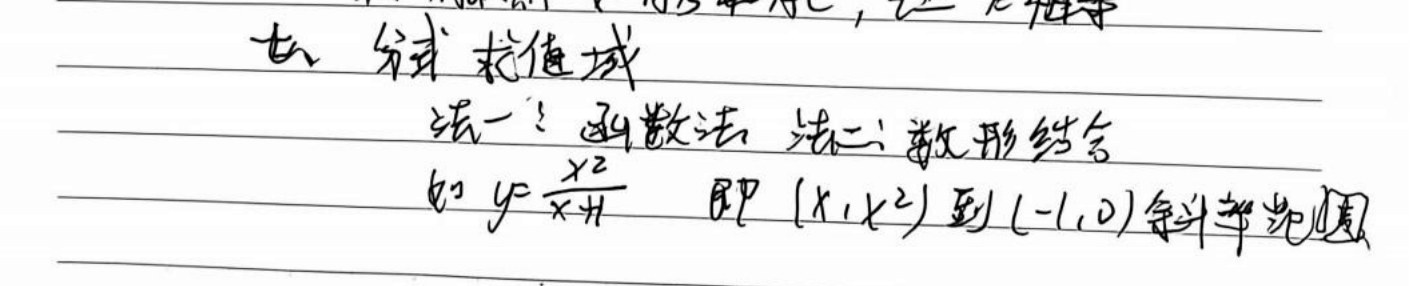 七、分式求值域
法一：函数法 法二：数形结合
如 y=x²/(x+1) 即 (x,x²) 到 (-1,0) 斜率范围